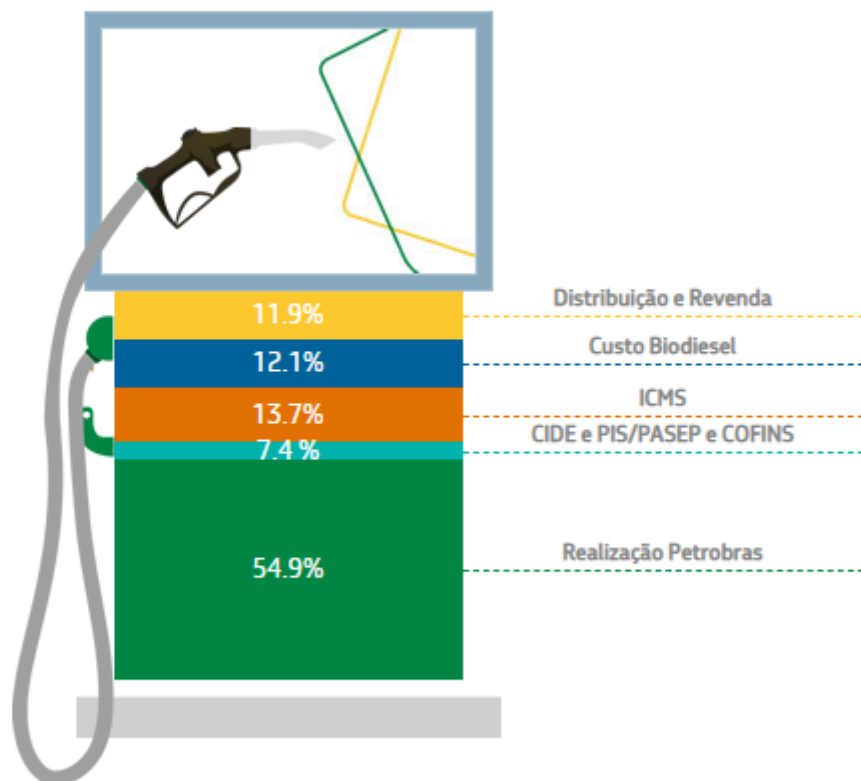 11.9%
Distribuição e Revenda
12.1%
Custo Biodiesel
13.7%
ICMS
7.4 %
CIDE e PIS/PASEP e COFINS
54.9%
Realização Petrobras